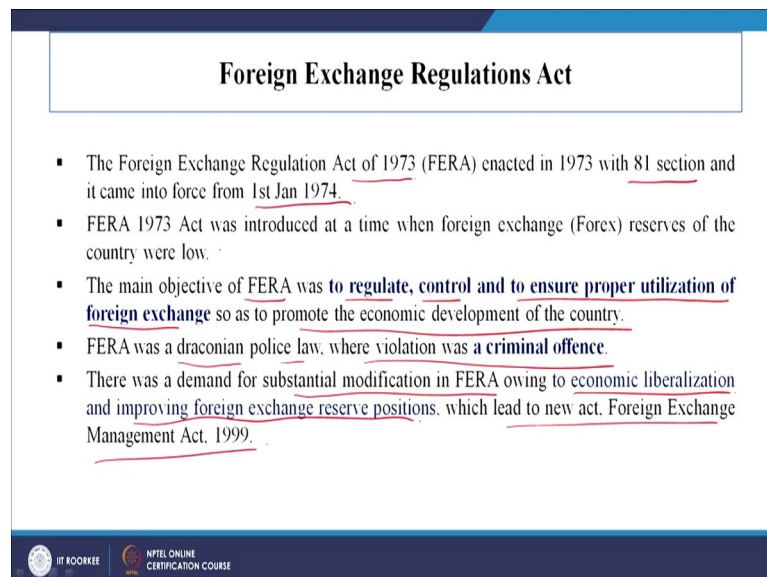 Foreign Exchange Regulations Act
▪ The Foreign Exchange Regulation Act of 1973 (FERA) enacted in 1973 with 81 section and
it came into force from 1st Jan 1974.
▪ FERA 1973 Act was introduced at a time when foreign exchange (Forex) reserves of the
country were low.
▪ The main objective of FERA was to regulate, control and to ensure proper utilization of
foreign exchange so as to promote the economic development of the country.
▪ FERA was a draconian police law, where violation was a criminal offence.
▪ There was a demand for substantial modification in FERA owing to economic liberalization
and improving foreign exchange reserve positions, which lead to new act, Foreign Exchange
Management Act, 1999.
IIT ROORKEE
NPTEL ONLINE
CERTIFICATION COURSE